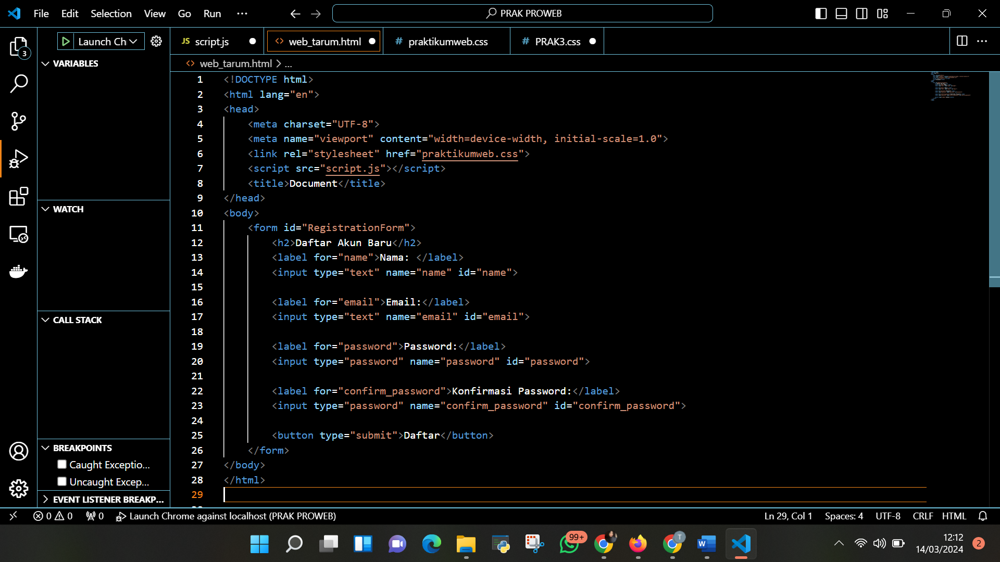 File Edit Selection View Go Run ...
PRAK PROWEB
3
Launch Ch
JS script.js
<> web_tarum.html
# praktikumweb.css
# PRAK3.css
VARIABLES
<> web_tarum.html > ...
1 <!DOCTYPE html>
2 <html lang="en">
3 <head>
4     <meta charset="UTF-8">
5     <meta name="viewport" content="width=device-width, initial-scale=1.0">
6     <link rel="stylesheet" href="praktikumweb.css">
7     <script src="script.js"></script>
8     <title>Document</title>
9 </head>
10 <body>
11     <form id="RegistrationForm">
12         <h2>Daftar Akun Baru</h2>
13         <label for="name">Nama: </label>
14         <input type="text" name="name" id="name">
15
16         <label for="email">Email:</label>
17         <input type="text" name="email" id="email">
18
19         <label for="password">Password:</label>
20         <input type="password" name="password" id="password">
21
22         <label for="confirm_password">Konfirmasi Password:</label>
23         <input type="password" name="confirm_password" id="confirm_password">
24
25         <button type="submit">Daftar</button>
26     </form>
27 </body>
28 </html>
29
WATCH
CALL STACK
BREAKPOINTS
Caught Exceptio...
Uncaught Excep...
EVENT LISTENER BREAKP...
0 0 0 Launch Chrome against localhost (PRAK PROWEB)
Ln 29, Col 1 Spaces: 4 UTF-8 CRLF HTML
99+
T
W
12:12
14/03/2024
2